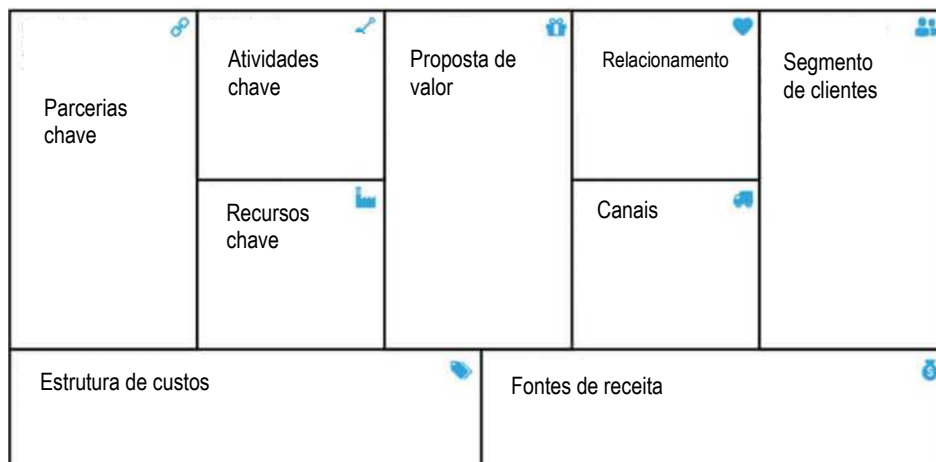 Parcerias
chave
Atividades
chave
Recursos
chave
Proposta de
valor
Relacionamento
Canais
Segmento
de clientes
Estrutura de custos
Fontes de receita